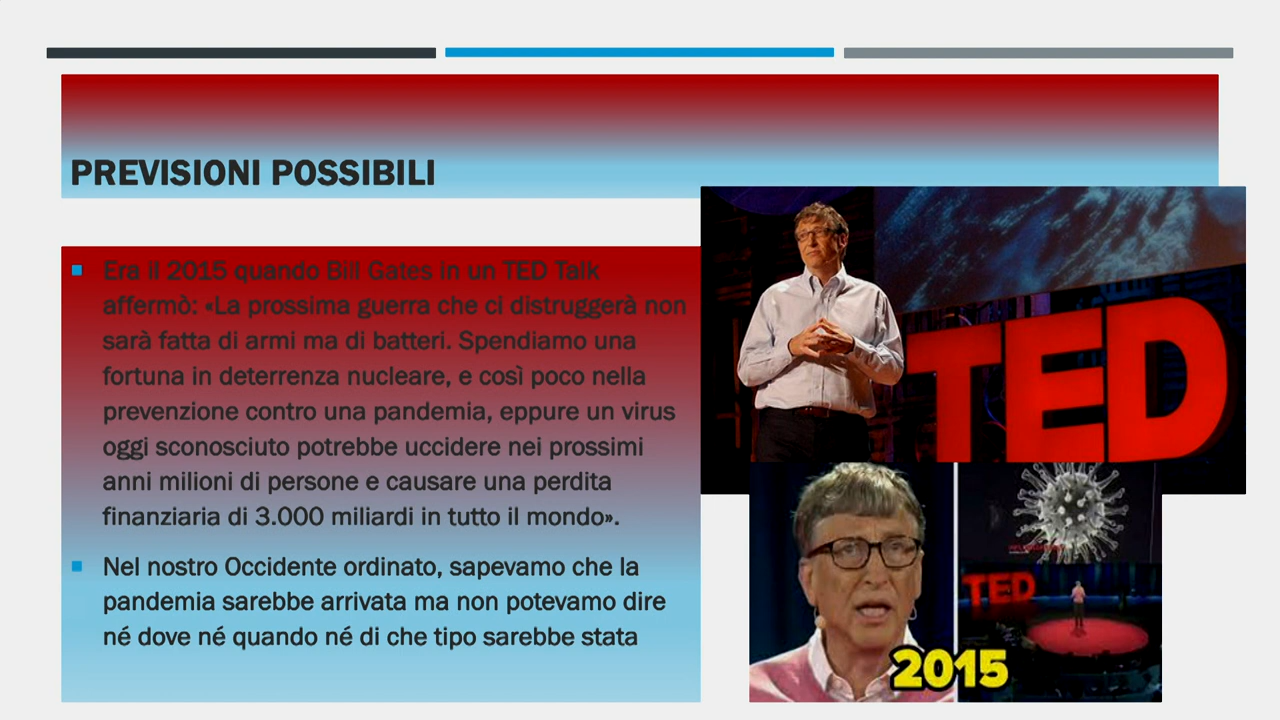 PREVISIONI POSSIBILI
Era il 2015 quando Bill Gates in un TED Talk
affermò: «La prossima guerra che ci distruggerà non
sarà fatta di armi ma di batteri. Spendiamo una
fortuna in deterrenza nucleare, e così poco nella
prevenzione contro una pandemia, eppure un virus
oggi sconosciuto potrebbe uccidere nei prossimi
anni milioni di persone e causare una perdita
finanziaria di 3.000 miliardi in tutto il mondo».
Nel nostro Occidente ordinato, sapevamo che la
pandemia sarebbe arrivata ma non potevamo dire
né dove né quando né di che tipo sarebbe stata
TED
TED
2015